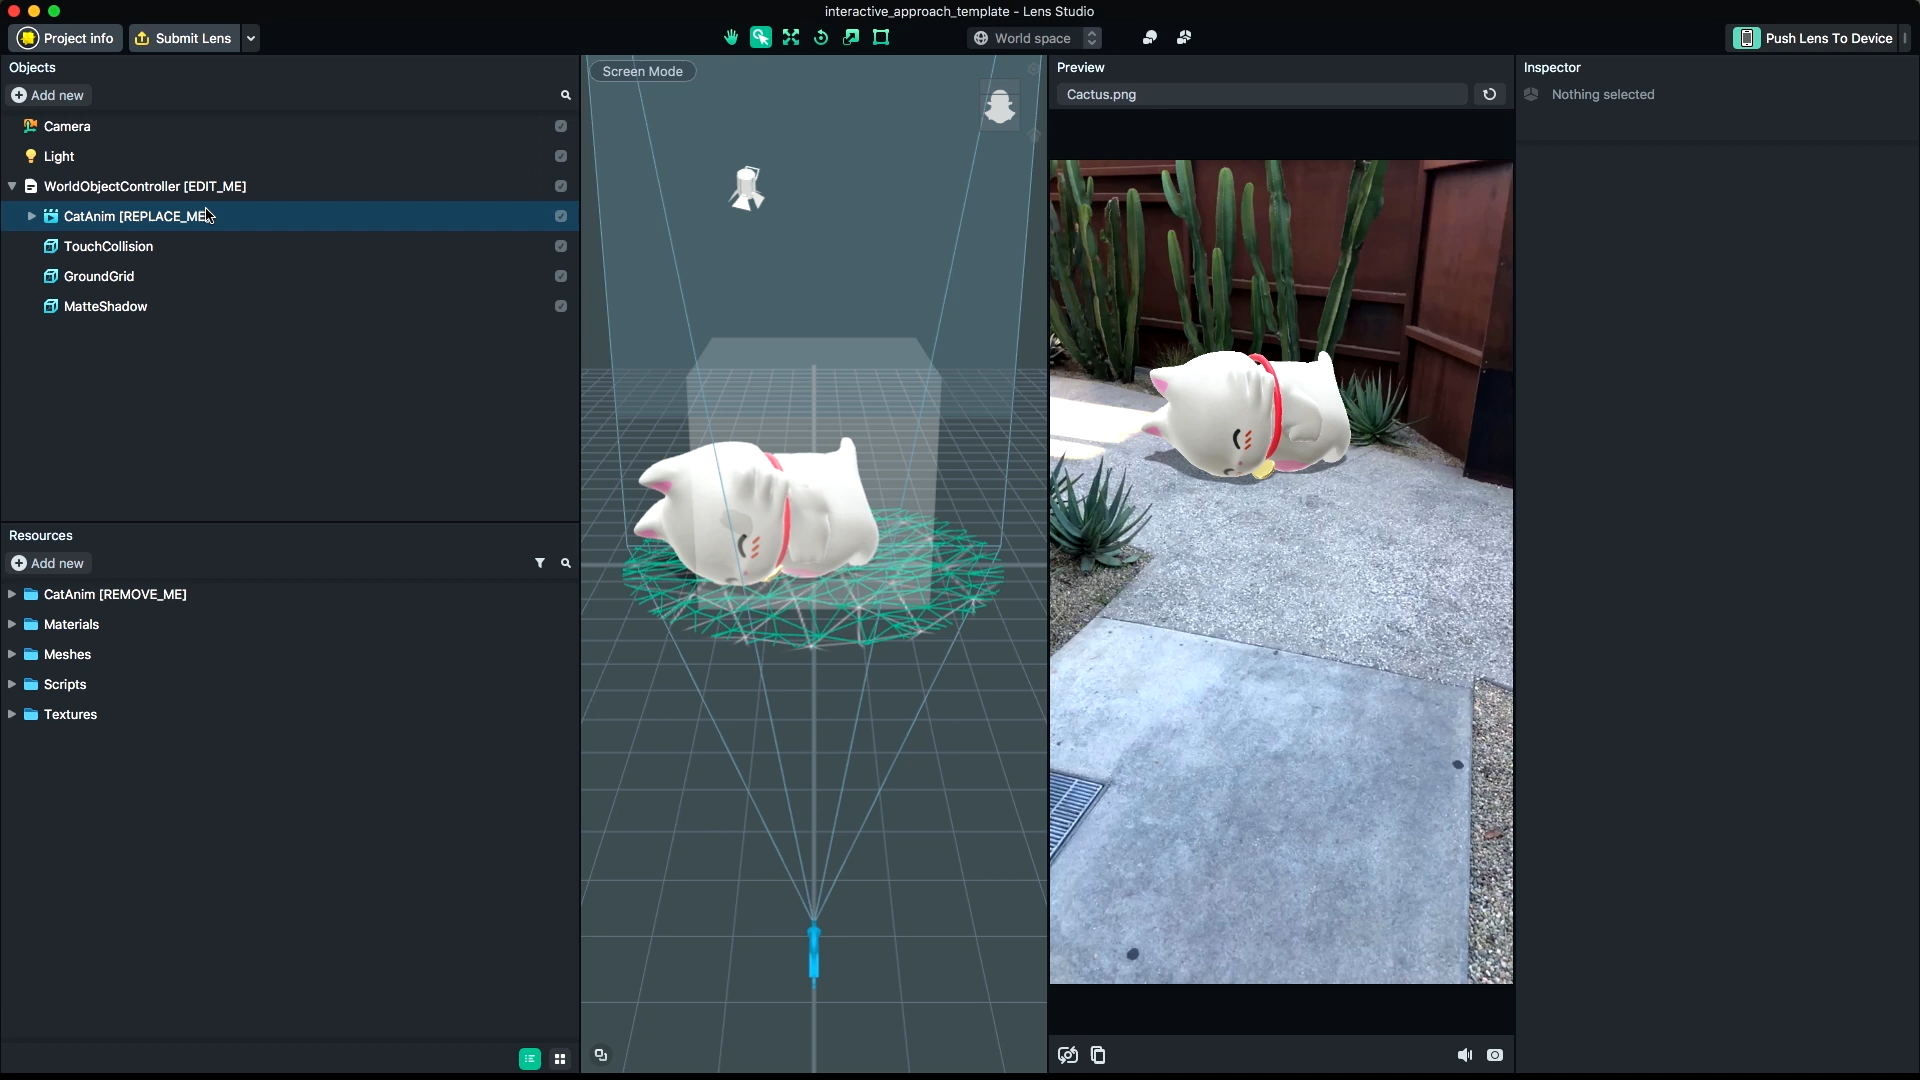 interactive_approach_template - Lens Studio
Project info
Submit Lens
World space
Push Lens To Device
Objects
Add new
Camera
Light
WorldObjectController [EDIT_ME]
CatAnim [REPLACE_ME
TouchCollision
GroundGrid
MatteShadow
Resources
Add new
CatAnim [REMOVE_ME]
Materials
Meshes
Scripts
Textures
Screen Mode
Preview
Cactus.png
Inspector
Nothing selected